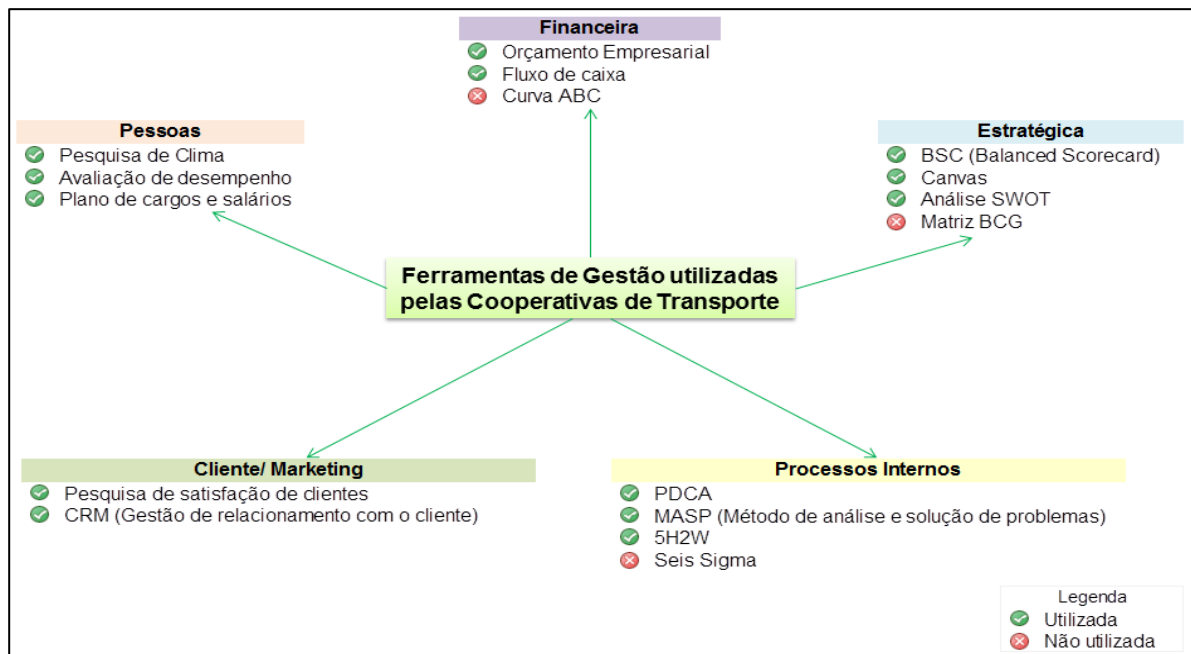 Financeira
Orçamento Empresarial
Fluxo de caixa
Curva ABC
Pessoas
Pesquisa de Clima
Avaliação de desempenho
Plano de cargos e salários
Estratégica
BSC (Balanced Scorecard)
Canvas
Análise SWOT
Matriz BCG
Ferramentas de Gestão utilizadas
pelas Cooperativas de Transporte
Cliente/ Marketing
Pesquisa de satisfação de clientes
CRM (Gestão de relacionamento com o cliente)
Processos Internos
PDCA
MASP (Método de análise e solução de problemas)
5H2W
Seis Sigma
Legenda
Utilizada
Não utilizada